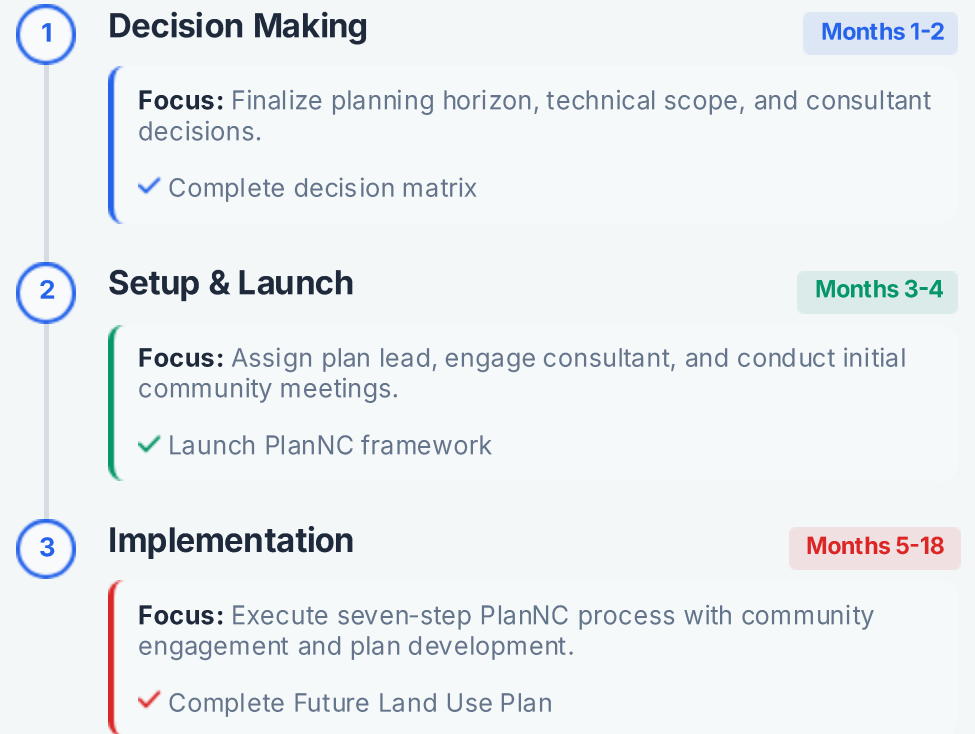 1
Decision Making
Months 1-2
Focus: Finalize planning horizon, technical scope, and consultant
decisions.
Complete decision matrix
2
Setup & Launch
Months 3-4
Focus: Assign plan lead, engage consultant, and conduct initial
community meetings.
Launch PlanNC framework
3
Implementation
Months 5-18
Focus: Execute seven-step PlanNC process with community
engagement and plan development.
Complete Future Land Use Plan